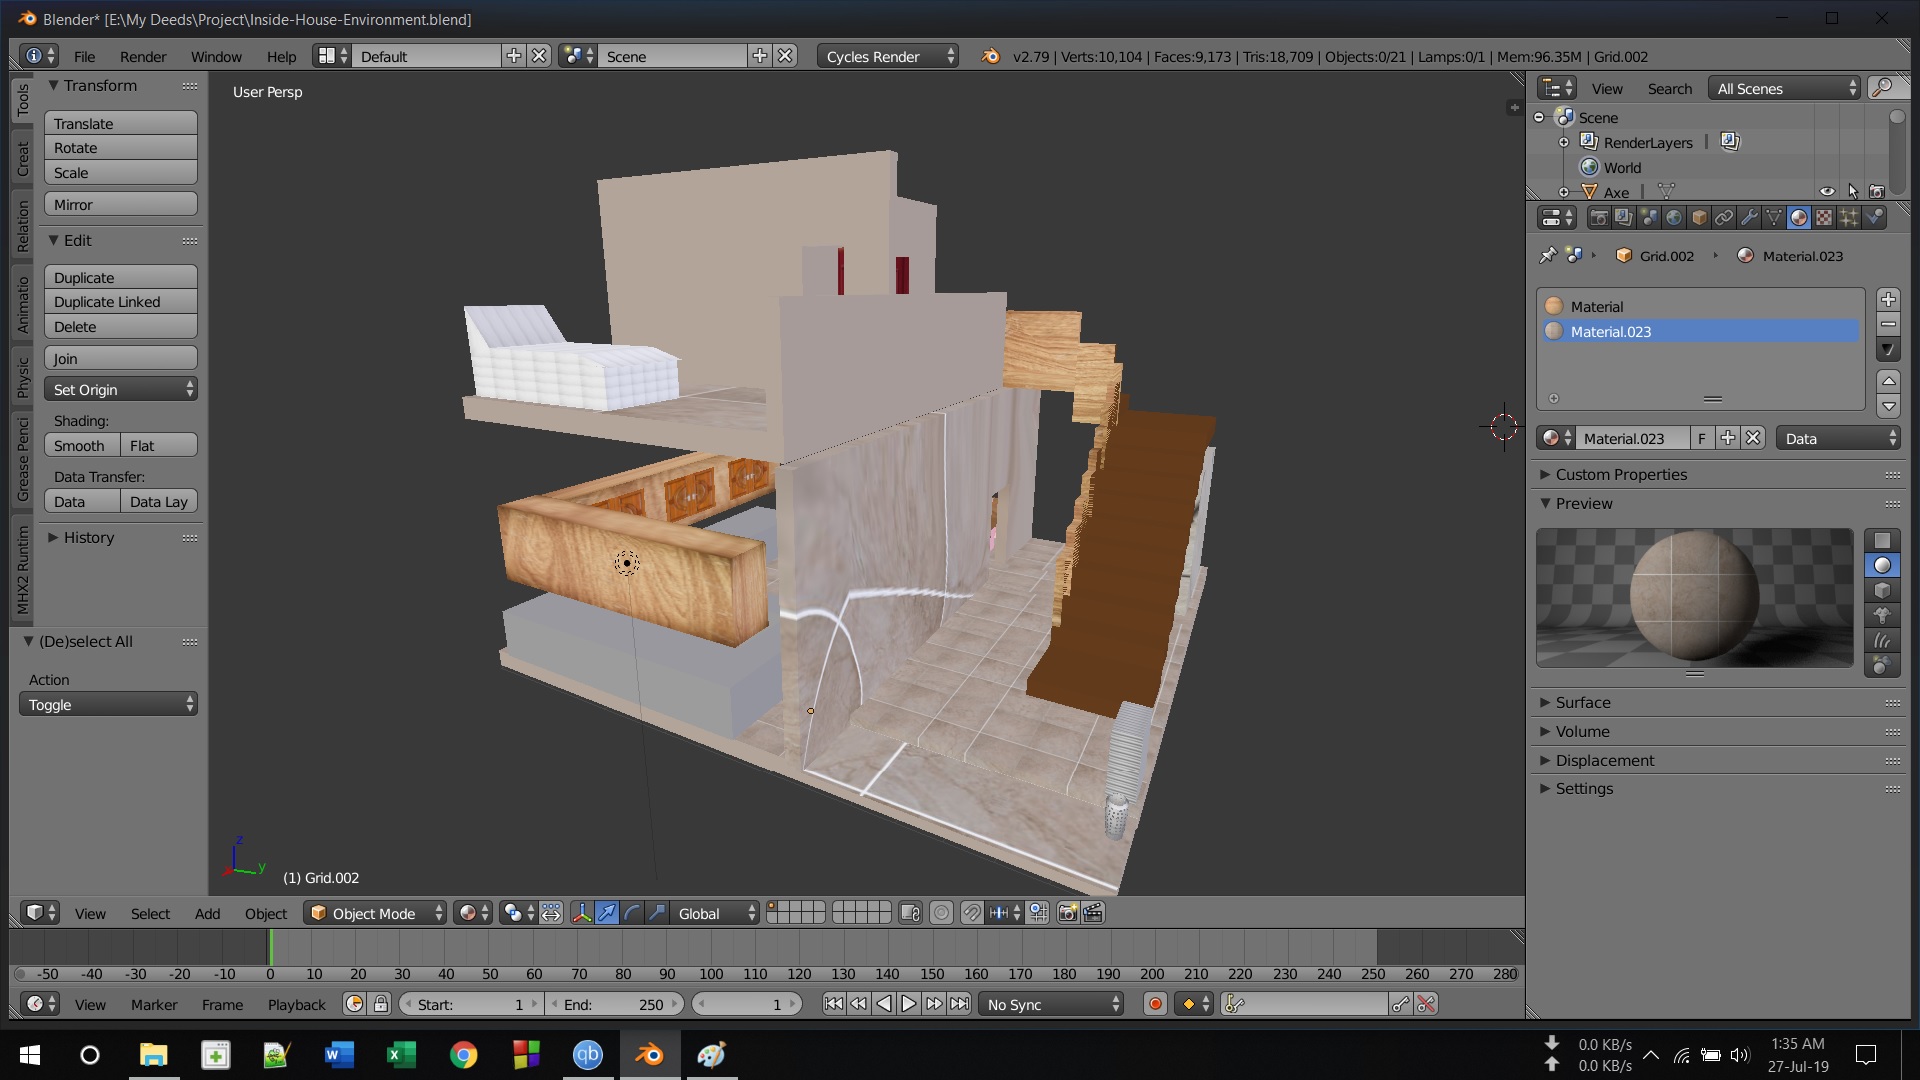 Blender* [E:\My Deeds\Project\Inside-House-Environment.blend]
File Render Window Help Default Scene Cycles Render v2.79 | Verts:10,104 | Faces:9,173 | Tris:18,709 | Objects:0/21 | Lamps:0/1 | Mem:96.35M | Grid.002
Tools
Creat
Relation
Animatio
Physic
Grease Penci
MHX2 Runtim
Transform
Translate
Rotate
Scale
Mirror
Edit
Duplicate
Duplicate Linked
Delete
Join
Set Origin
Shading:
Smooth Flat
Data Transfer:
Data Data Lay
History
(De)select All
Action
Toggle
User Persp
z
y
(1) Grid.002
View Search All Scenes
Scene
RenderLayers |
World
Axe |
Grid.002 Material.023
Material
Material.023
Material.023 F Data
Custom Properties
Preview
Surface
Volume
Displacement
Settings
View Select Add Object Object Mode Global
-50 -40 -30 -20 -10 0 10 20 30 40 50 60 70 80 90 100 110 120 130 140 150 160 170 180 190 200 210 220 230 240 250 260 270 280
View Marker Frame Playback Start: 1 End: 250 1 No Sync
qb
0.0 KB/s
0.0 KB/s
1:35 AM
27-Jul-19